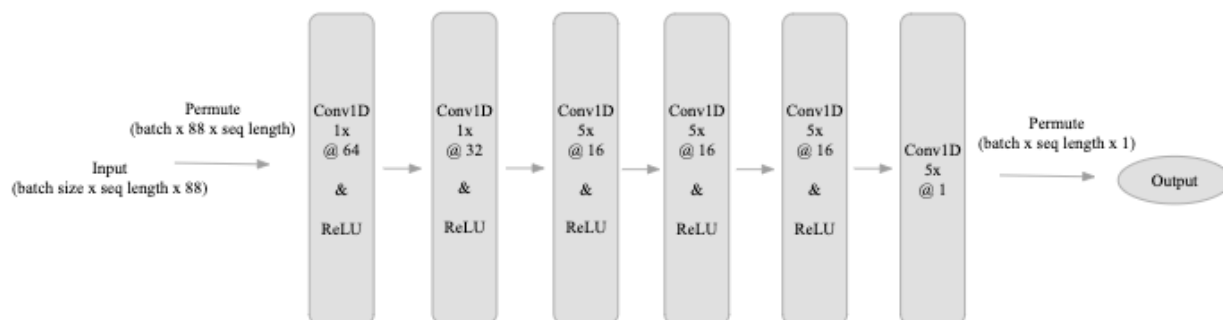 Permute
(batch x 88 x seq length)
Input
(batch size x seq length x 88)
Conv1D
1x
@ 64
&
ReLU
Conv1D
1x
@ 32
&
ReLU
Conv1D
5x
@ 16
&
ReLU
Conv1D
5x
@ 16
&
ReLU
Conv1D
5x
@ 16
&
ReLU
Conv1D
5x
@ 1
Permute
(batch x seq length x 1)
Output